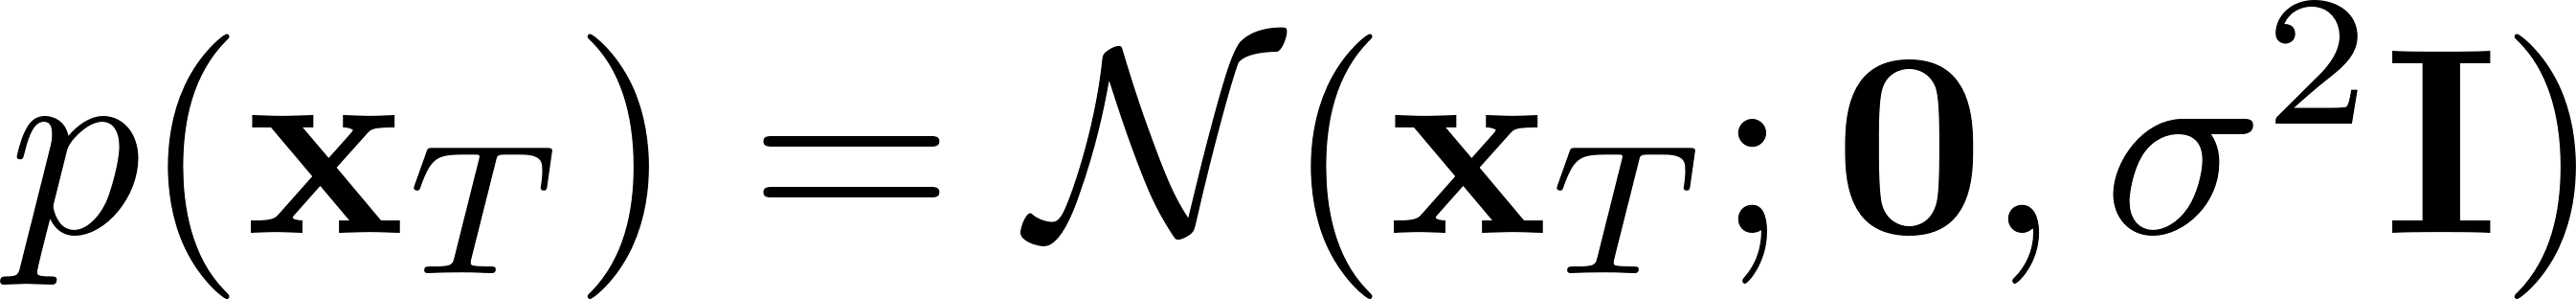 p(𝐱_T) = 𝒩(𝐱_T; 𝟎, σ²𝐈)